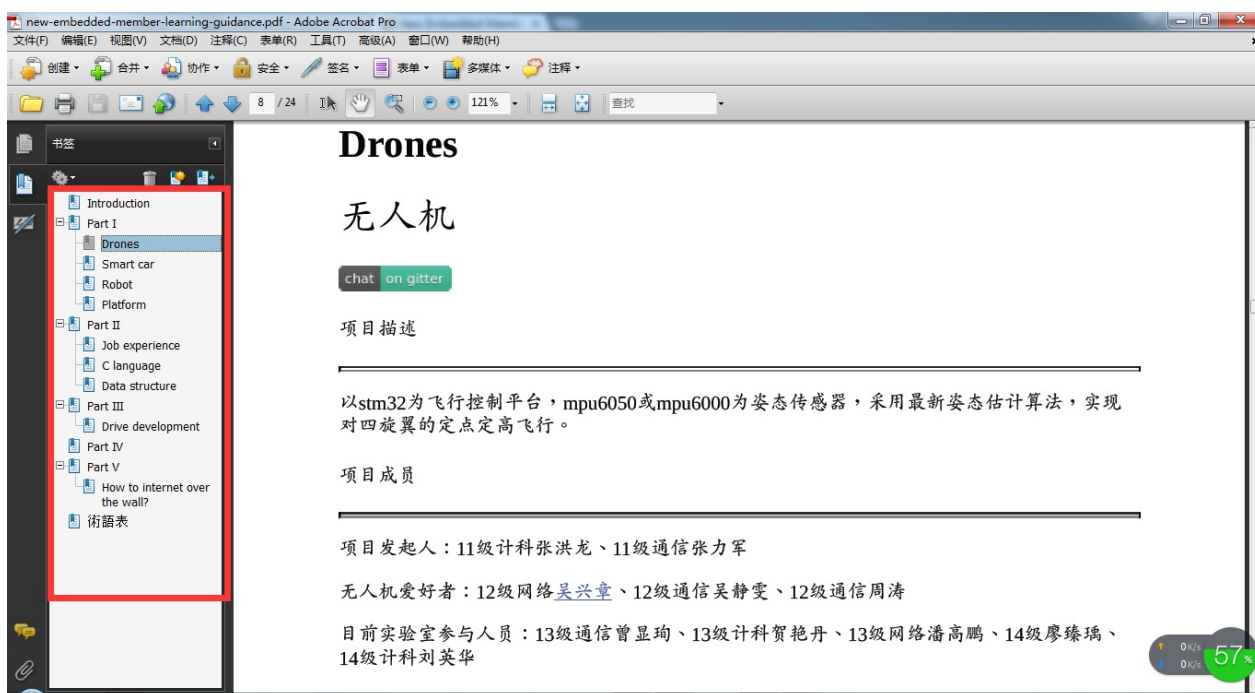 new-embedded-member-learning-guidance.pdf - Adobe Acrobat Pro
文件(F) 编辑(E) 视图(V) 文档(D) 注释(C) 表单(R) 工具(T) 高级(A) 窗口(W) 帮助(H)
创建 合并 协作 安全 签名 表单 多媒体 注释
8 / 24 121% 查找
书签
Introduction
Part I
Drones
Smart car
Robot
Platform
Part II
Job experience
C language
Data structure
Part III
Drive development
Part IV
Part V
How to internet over
the wall?
術語表
Drones
无人机
chat on gitter
项目描述
以stm32为飞行控制平台，mpu6050或mpu6000为姿态传感器，采用最新姿态估计算法，实现
对四旋翼的定点定高飞行。
项目成员
项目发起人：11级计科张洪龙、11级通信张力军
无人机爱好者：12级网络吴兴章、12级通信吴静雯、12级通信周涛
目前实验室参与人员：13级通信曾显珣、13级计科贺艳丹、13级网络潘高鹏、14级廖臻瑀、
14级计科刘英华
0K/s
0K/s
57%